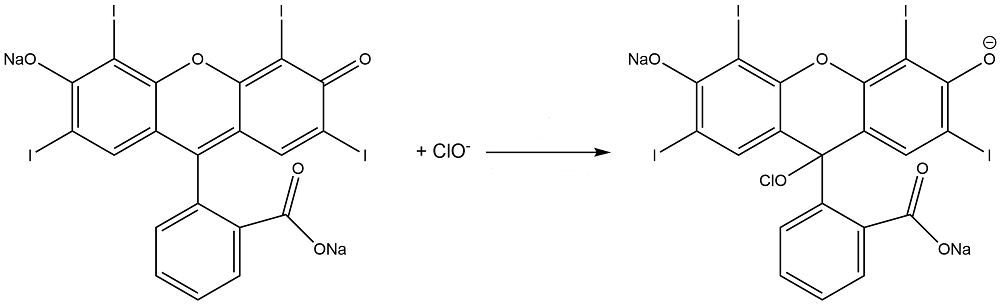 I I I I
NaO O O NaO O O⊖
I I I I
+ ClO-
O ClO O
ONa ONa